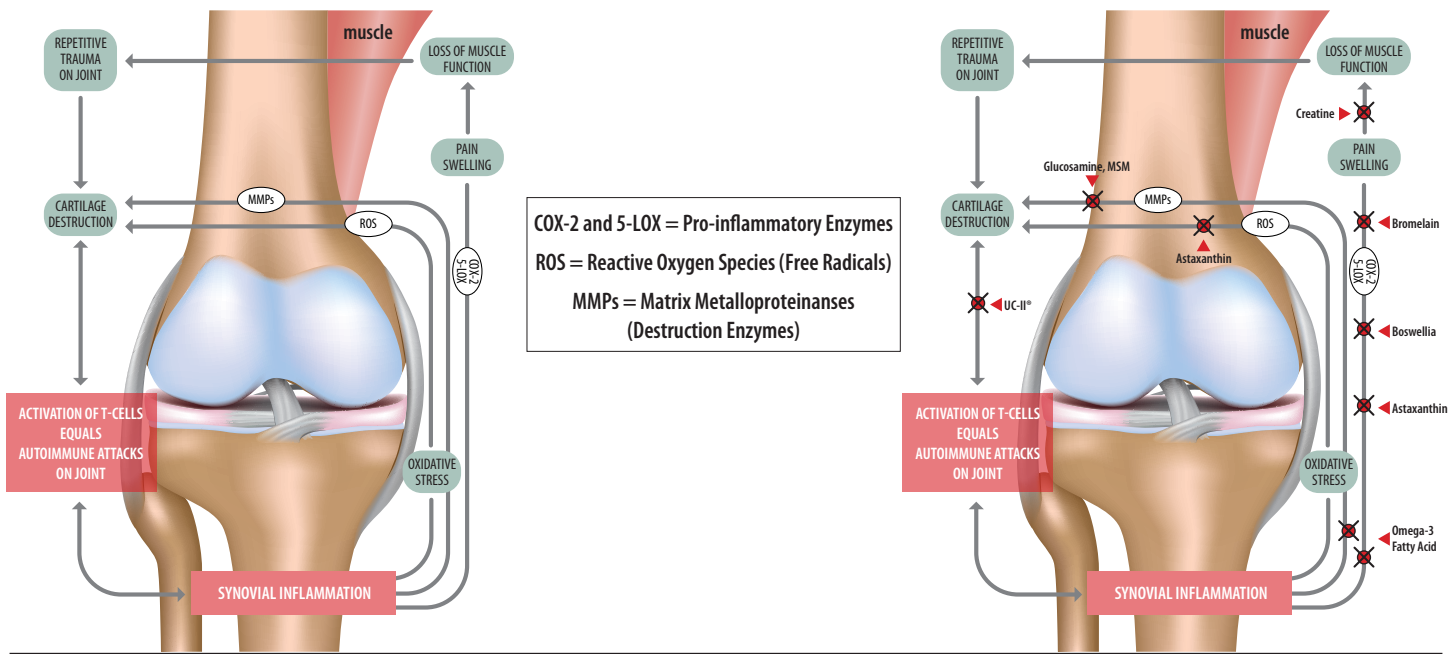 muscle
REPETITIVE
TRAUMA
ON JOINT
LOSS OF MUSCLE
FUNCTION
PAIN
SWELLING
MMPs
CARTILAGE
DESTRUCTION
ROS
COX-2
5-LOX
ACTIVATION OF T-CELLS
EQUALS
AUTOIMMUNE ATTACKS
ON JOINT
OXIDATIVE
STRESS
SYNOVIAL INFLAMMATION
COX-2 and 5-LOX = Pro-inflammatory Enzymes
ROS = Reactive Oxygen Species (Free Radicals)
MMPs = Matrix Metalloproteinanses
(Destruction Enzymes)
muscle
REPETITIVE
TRAUMA
ON JOINT
LOSS OF MUSCLE
FUNCTION
Creatine
PAIN
SWELLING
Glucosamine, MSM
MMPs
CARTILAGE
DESTRUCTION
ROS
Bromelain
Astaxanthin
COX-2
5-LOX
UC-II®
Boswellia
ACTIVATION OF T-CELLS
EQUALS
AUTOIMMUNE ATTACKS
ON JOINT
Astaxanthin
OXIDATIVE
STRESS
Omega-3
Fatty Acid
SYNOVIAL INFLAMMATION